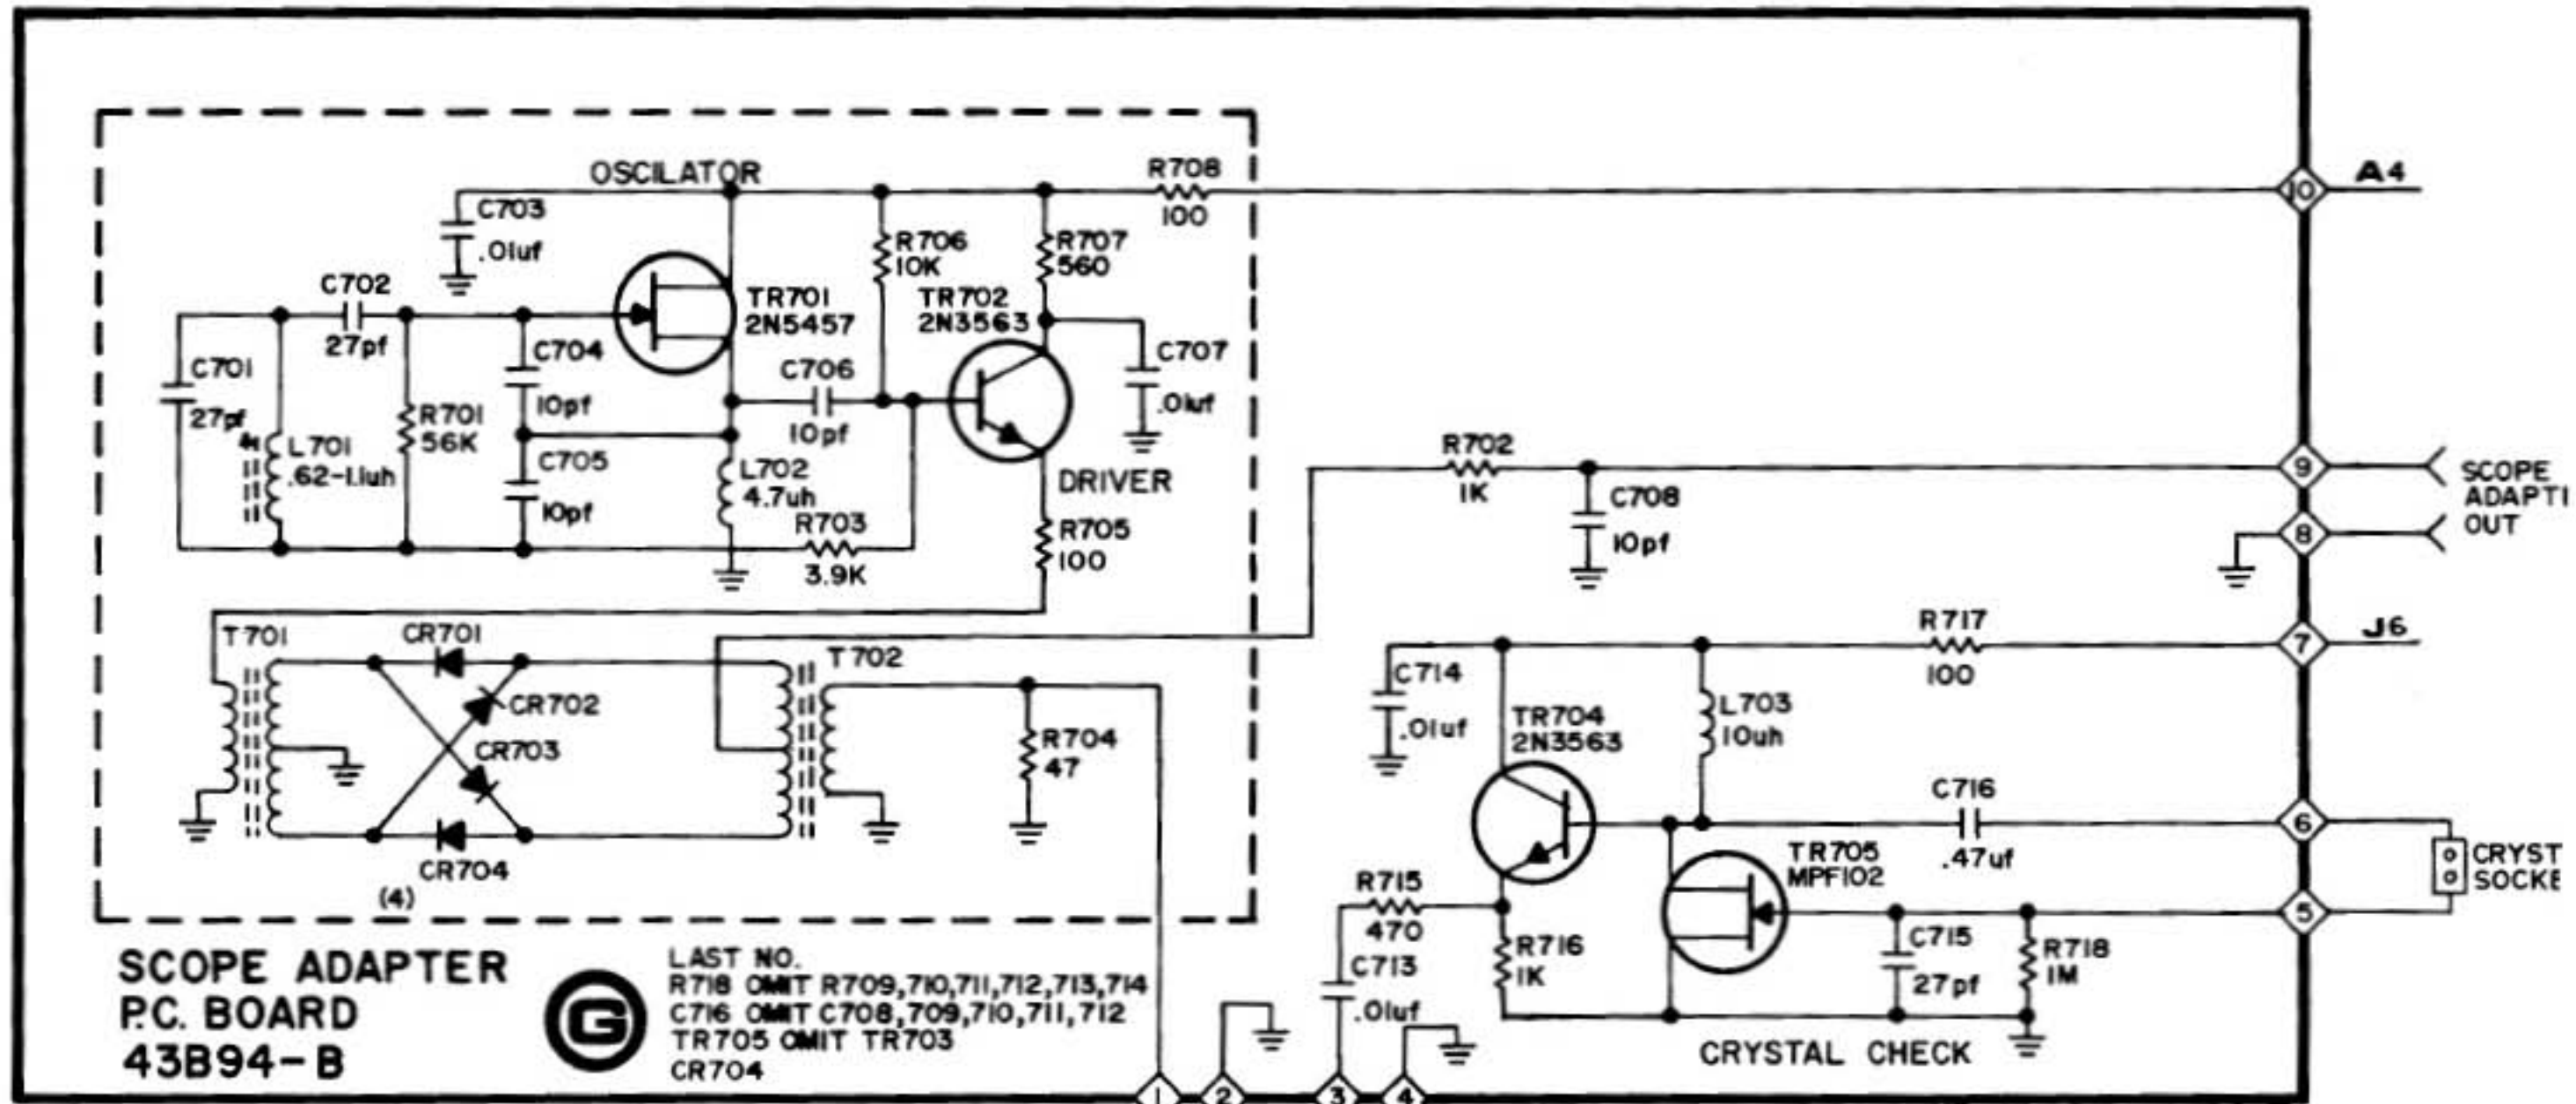 OSCILATOR
C703
.01uf
C702
27pf
C701
27pf
L701
.62-1.1uh
R701
56K
C704
10pf
C705
10pf
TR701
2N5457
C706
10pf
L702
4.7uh
R703
3.9K
R706
10K
TR702
2N3563
R707
560
R708
100
C707
.01uf
DRIVER
R705
100
T701
CR701
CR702
CR703
CR704
(4)
T702
R704
47
R702
1K
C708
10pf
R717
100
C714
.01uf
TR704
2N3563
L703
10uh
C716
.47uf
TR705
MPF102
R715
470
C713
.01uf
R716
1K
C715
27pf
R718
1M
CRYSTAL CHECK
10
A4
9
SCOPE
ADAPTI
8
OUT
7
J6
6
CRYST
SOCKE
5
SCOPE ADAPTER
P.C. BOARD
43B94-B
G
LAST NO.
R718 OMIT R709,710,711,712,713,714
C716 OMIT C708,709,710,711,712
TR705 OMIT TR703
CR704
1
2
3
4